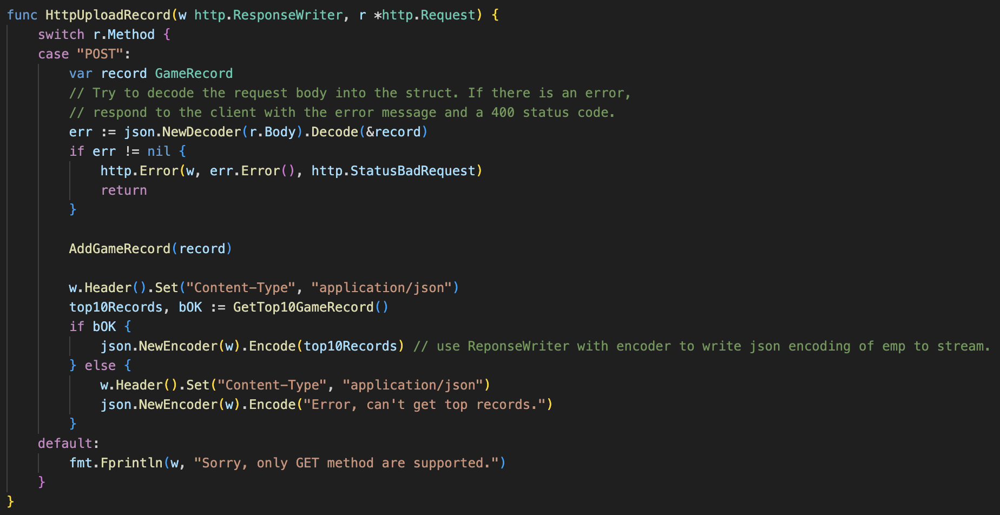 func HttpUploadRecord(w http.ResponseWriter, r *http.Request) {
    switch r.Method {
    case "POST":
        var record GameRecord
        // Try to decode the request body into the struct. If there is an error,
        // respond to the client with the error message and a 400 status code.
        err := json.NewDecoder(r.Body).Decode(&record)
        if err != nil {
            http.Error(w, err.Error(), http.StatusBadRequest)
            return
        }

        AddGameRecord(record)

        w.Header().Set("Content-Type", "application/json")
        top10Records, bOK := GetTop10GameRecord()
        if bOK {
            json.NewEncoder(w).Encode(top10Records) // use ReponseWriter with encoder to write json encoding of emp to stream.
        } else {
            w.Header().Set("Content-Type", "application/json")
            json.NewEncoder(w).Encode("Error, can't get top records.")
        }
    default:
        fmt.Fprintln(w, "Sorry, only GET method are supported.")
    }
}